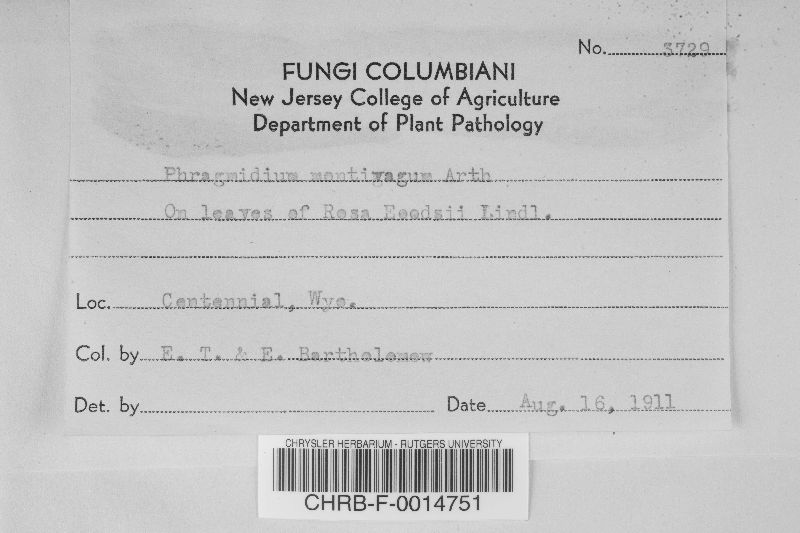 No. 3729
FUNGI COLUMBIANI
New Jersey College of Agriculture
Department of Plant Pathology
Phragmidium montivagum Arth
On leaves of Rosa Eoodsii Lindl.
Loc. Centennial, Wyo.
Col. by E. T. & E. Bartholomew
Det. by
Date Aug. 16, 1911
CHRYSLER HERBARIUM - RUTGERS UNIVERSITY
CHRB-F-0014751